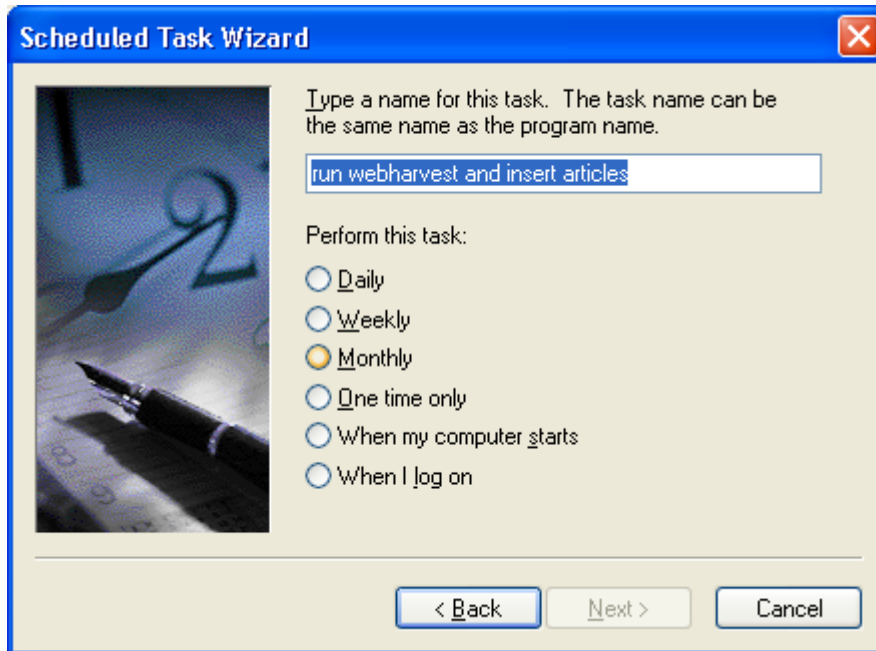 Scheduled Task Wizard
Type a name for this task. The task name can be
the same name as the program name.
run webharvest and insert articles
Perform this task:
Daily
Weekly
Monthly
One time only
When my computer starts
When I log on
< Back Next > Cancel